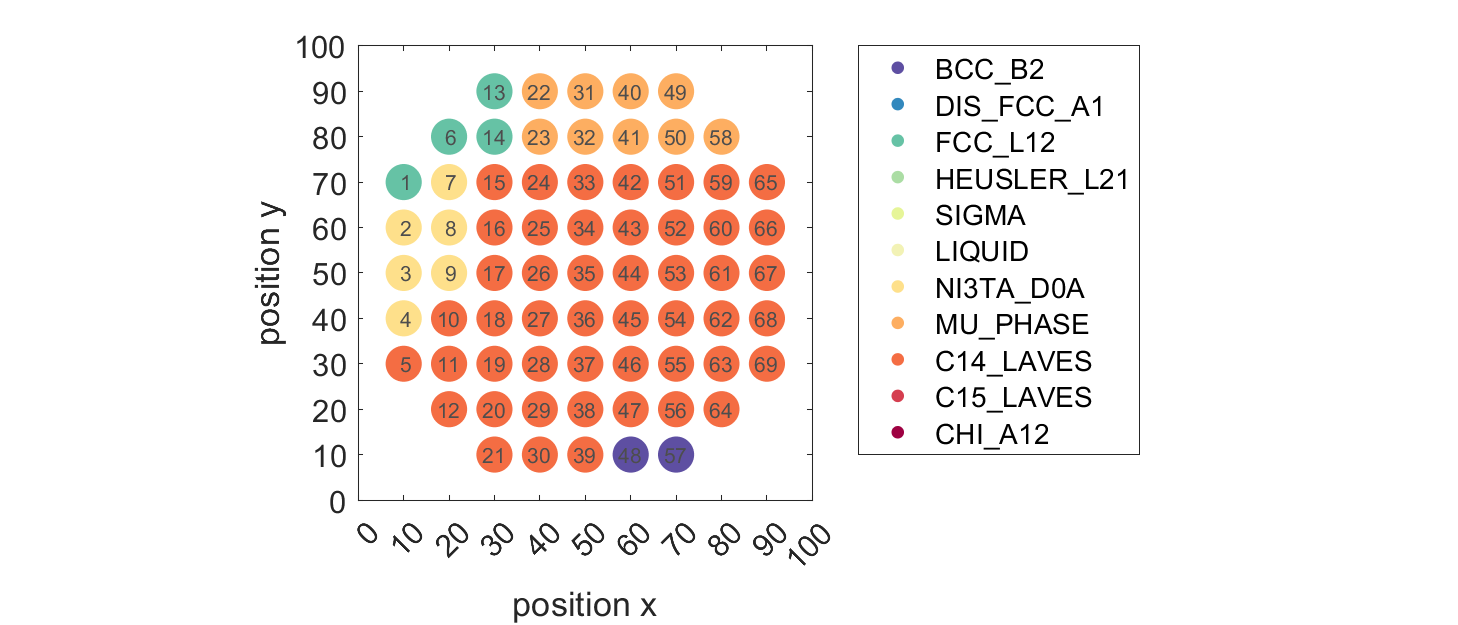 100
90
80
70
60
50
40
30
20
10
0
position y
13 22 31 40 49
6 14 23 32 41 50 58
1 7 15 24 33 42 51 59 65
2 8 16 25 34 43 52 60 66
3 9 17 26 35 44 53 61 67
4 10 18 27 36 45 54 62 68
5 11 19 28 37 46 55 63 69
12 20 29 38 47 56 64
21 30 39 48 57
0 10 20 30 40 50 60 70 80 90 100
position x
BCC_B2
DIS_FCC_A1
FCC_L12
HEUSLER_L21
SIGMA
LIQUID
NI3TA_D0A
MU_PHASE
C14_LAVES
C15_LAVES
CHI_A12